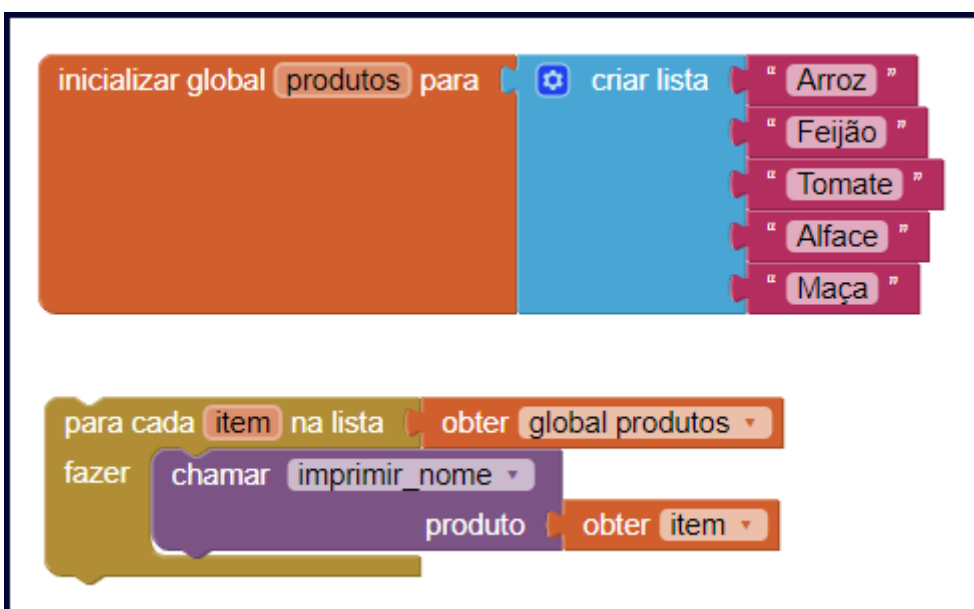 inicializar global produtos para criar lista “ Arroz ”
“ Feijão ”
“ Tomate ”
“ Alface ”
“ Maça ”
para cada item na lista obter global produtos
fazer chamar imprimir_nome
produto obter item